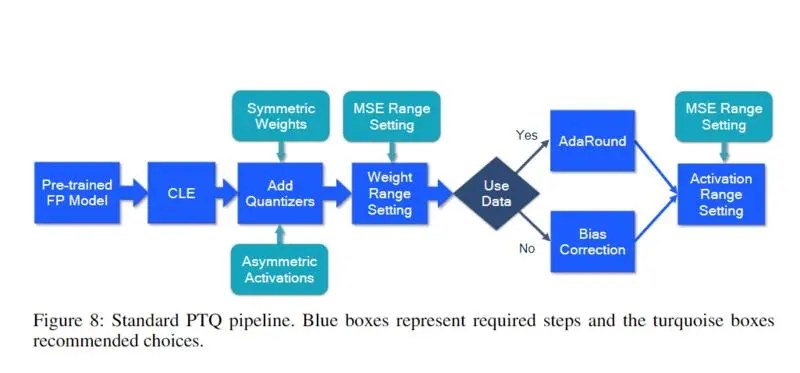 Symmetric
Weights
MSE Range
Setting
MSE Range
Setting
Pre-trained
FP Model
CLE
Add
Quantizers
Weight
Range
Setting
Use
Data
Yes
No
AdaRound
Bias
Correction
Activation
Range
Setting
Asymmetric
Activations
Figure 8: Standard PTQ pipeline. Blue boxes represent required steps and the turquoise boxes
recommended choices.